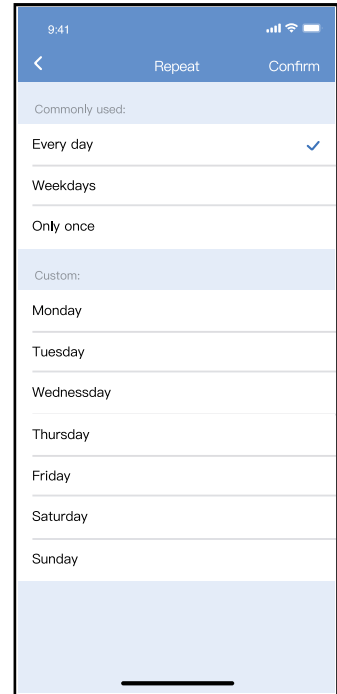 9:41
Repeat Confirm
Commonly used:
Every day
Weekdays
Only once
Custom:
Monday
Tuesday
Wednessday
Thursday
Friday
Saturday
Sunday